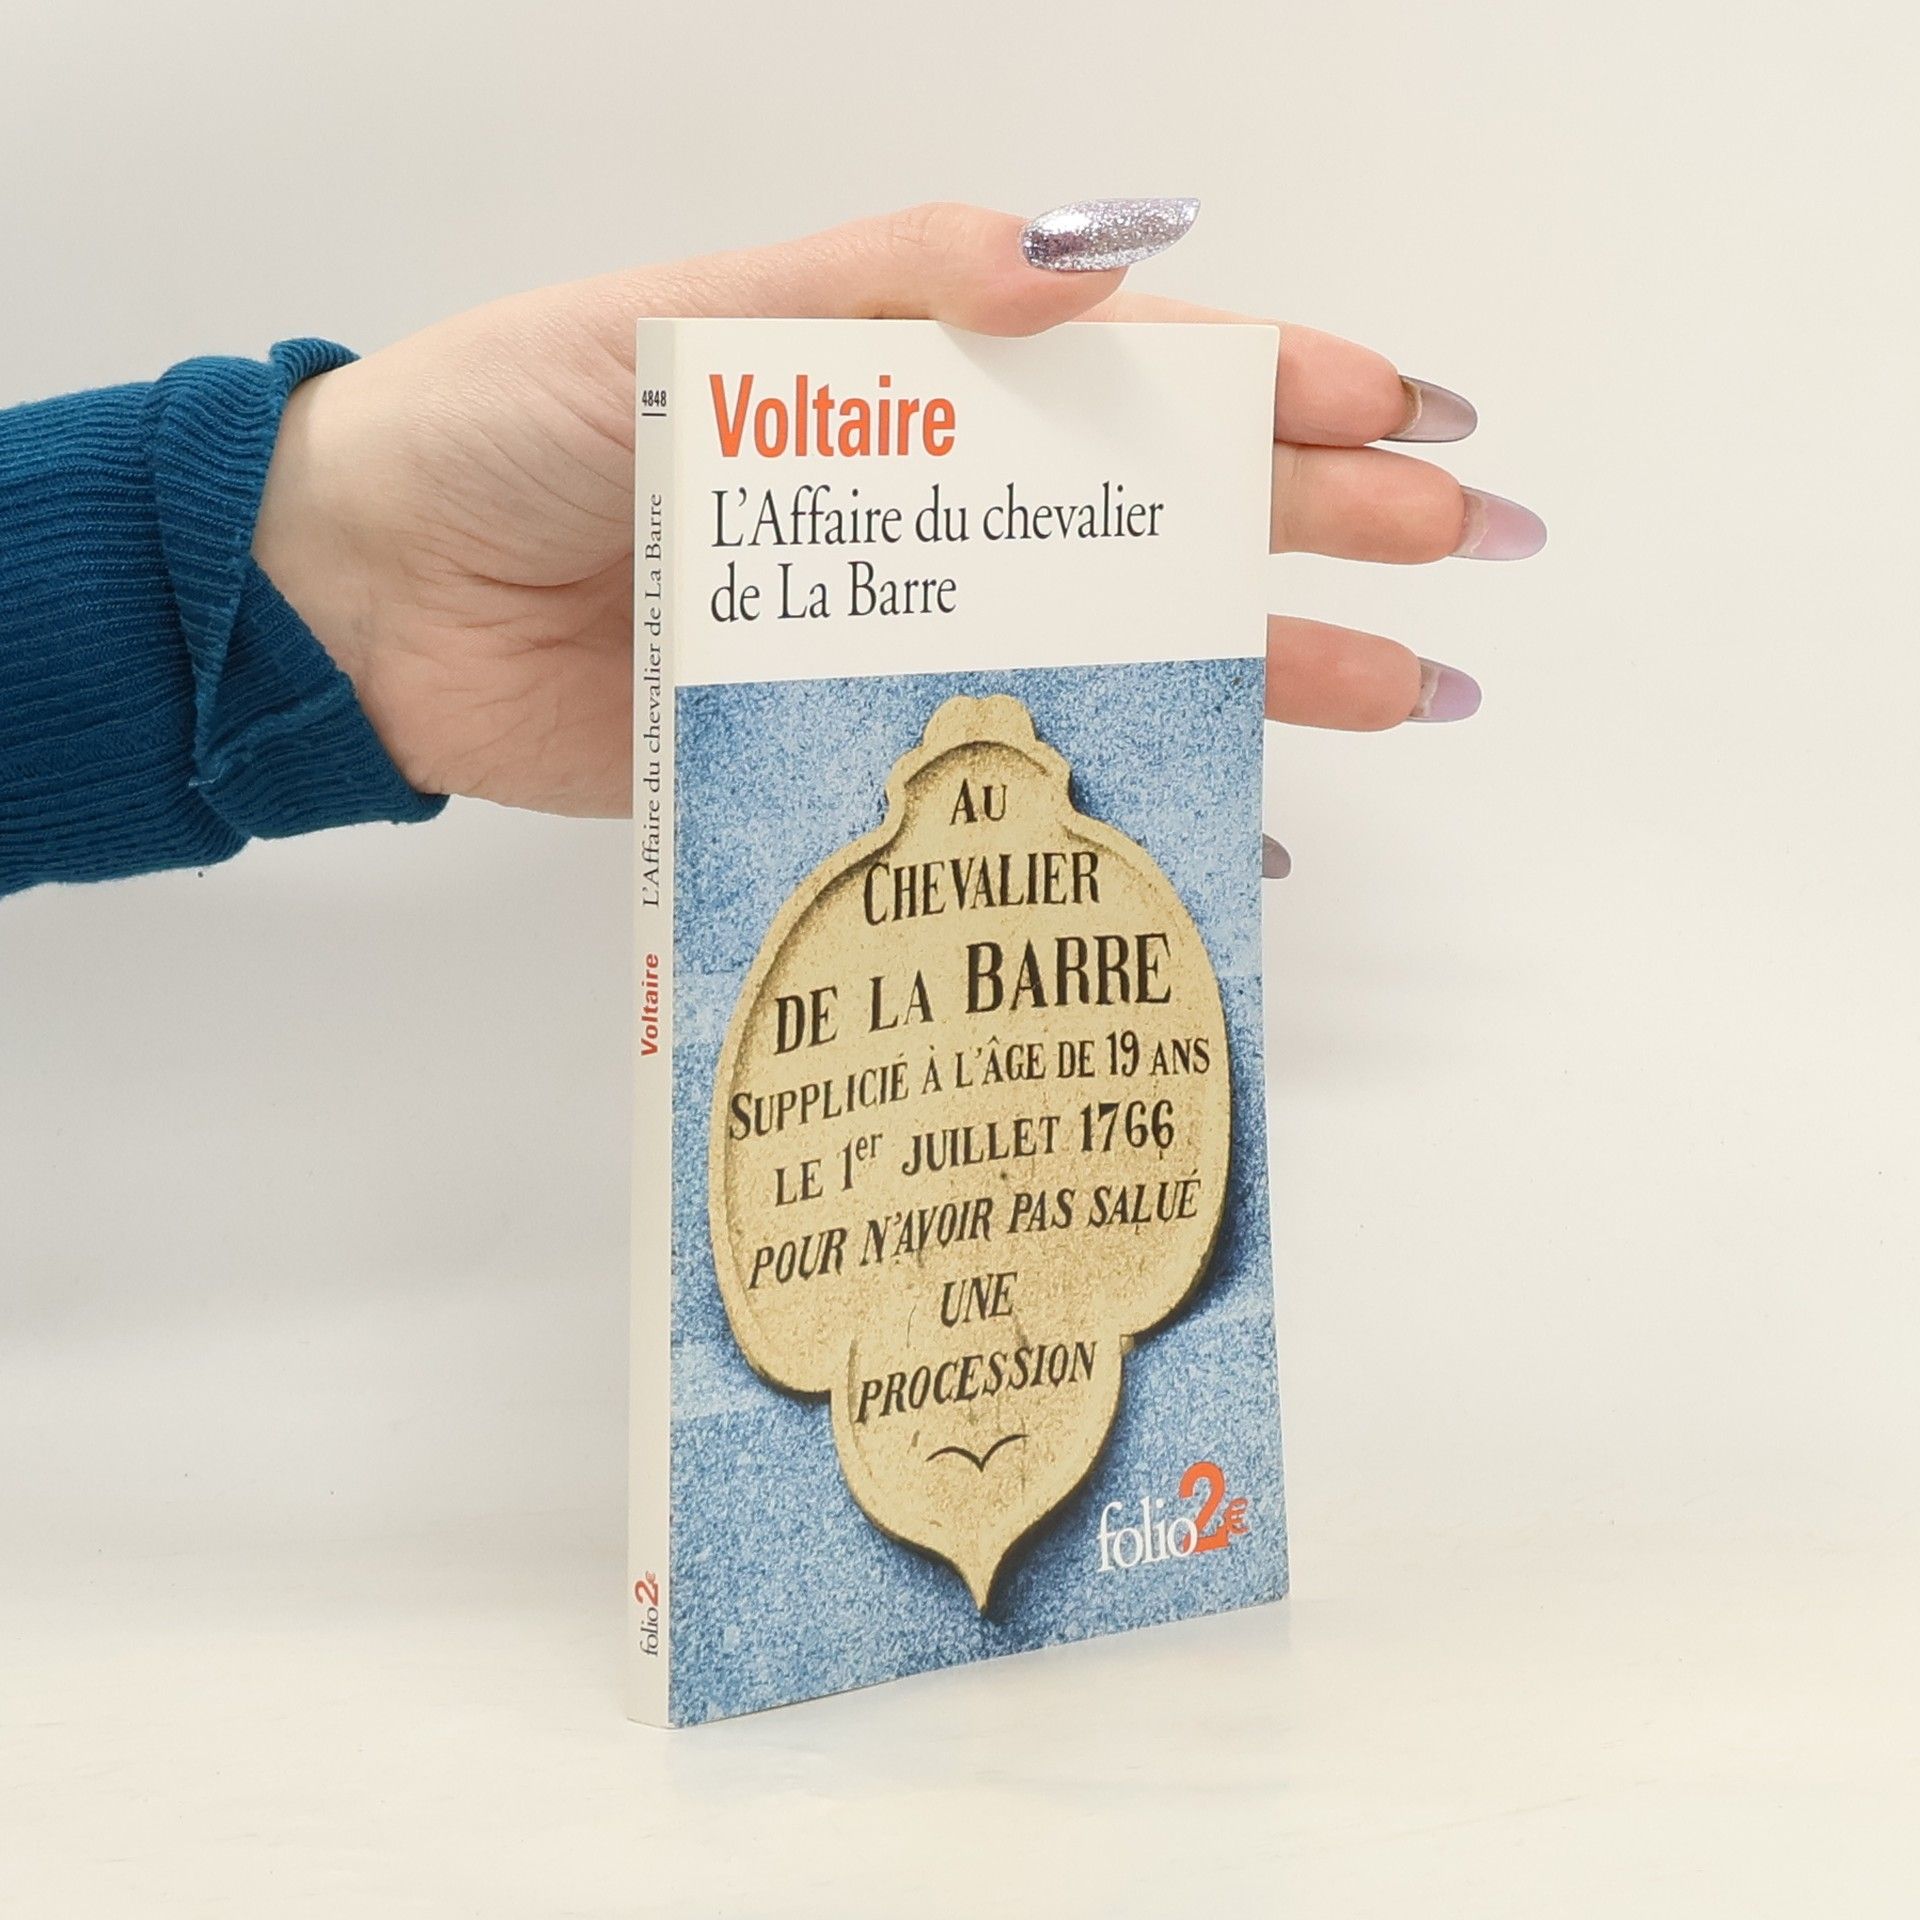 Voltaire
L'Affaire du chevalier
de La Barre
AU
CHEVALIER
DE LA BARRE
SUPPLICIÉ À L'ÂGE DE 19 ANS
LE 1er JUILLET 1766
POUR N'AVOIR PAS SALUÉ
UNE
PROCESSION
folio2€
4848
Voltaire L'Affaire du chevalier de La Barre
folio2€